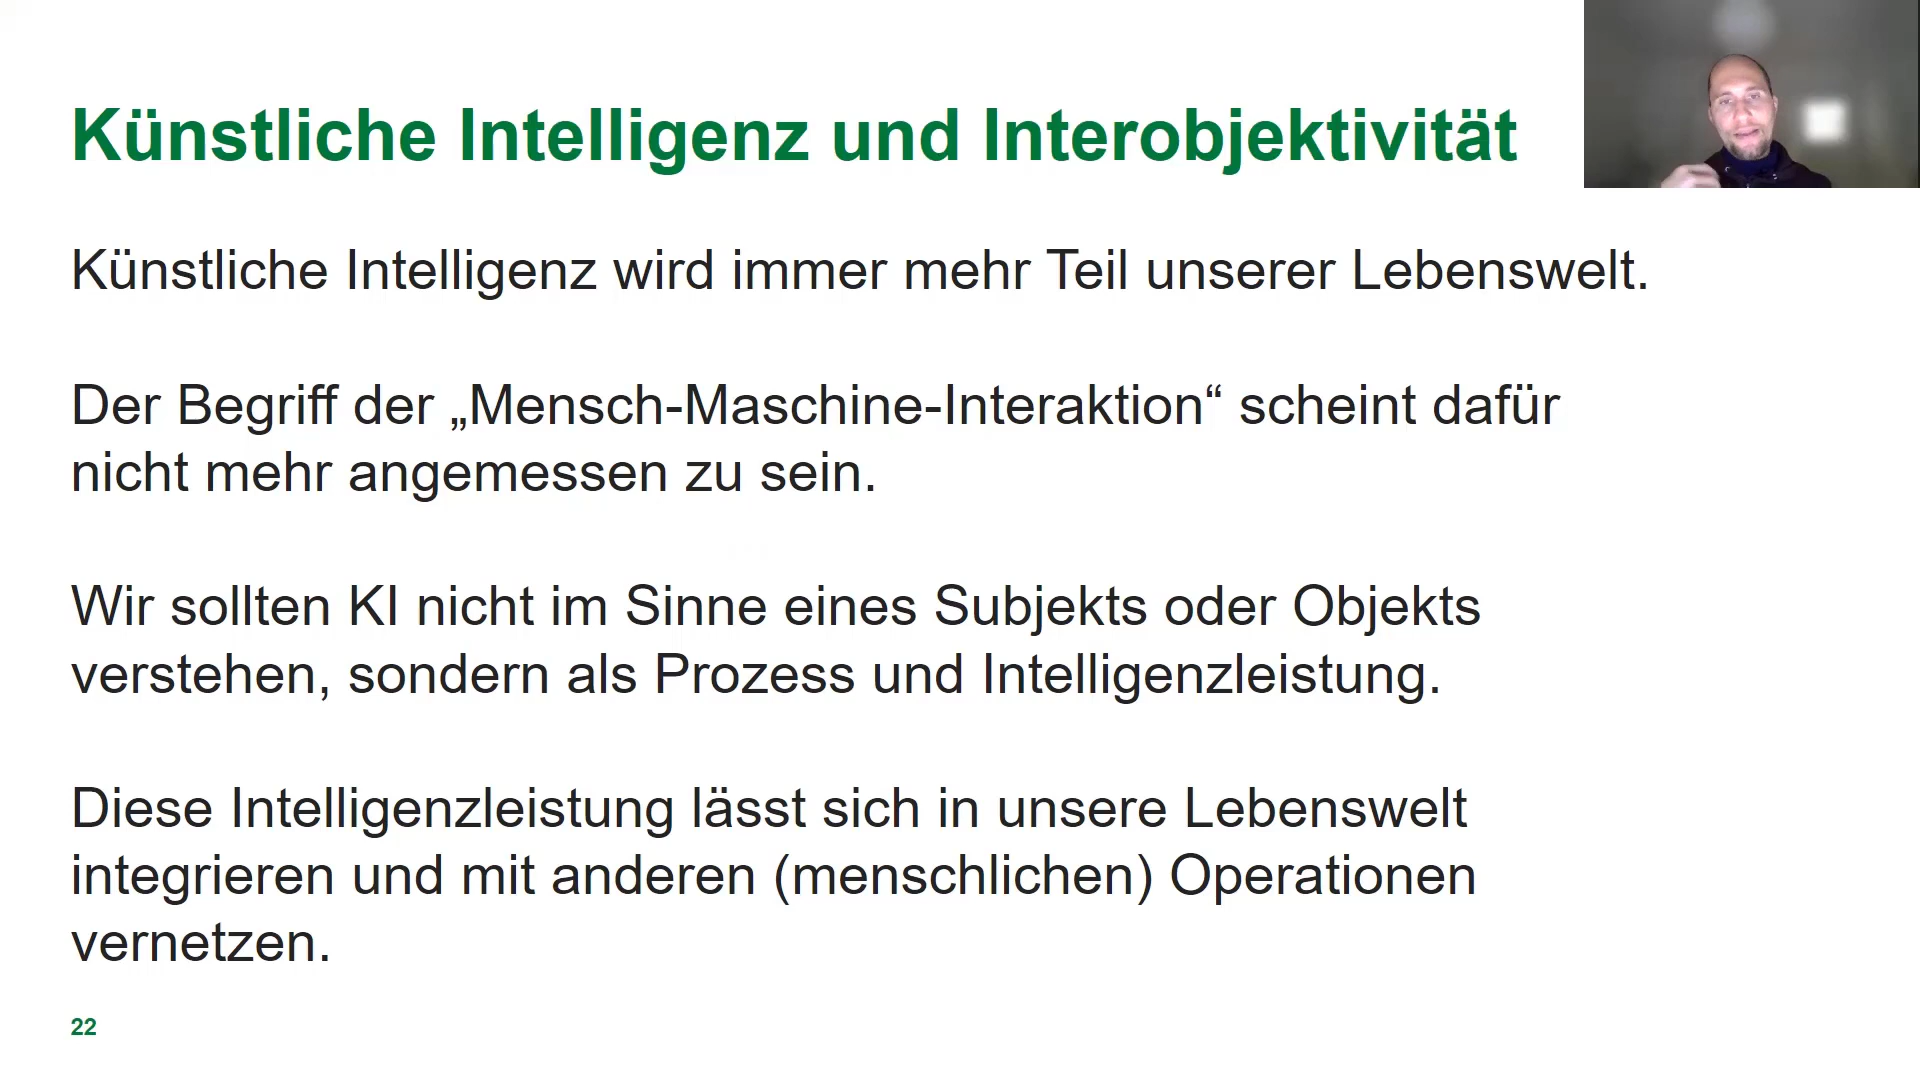 Künstliche Intelligenz und Interobjektivität
Künstliche Intelligenz wird immer mehr Teil unserer Lebenswelt.
Der Begriff der „Mensch-Maschine-Interaktion“ scheint dafür
nicht mehr angemessen zu sein.
Wir sollten KI nicht im Sinne eines Subjekts oder Objekts
verstehen, sondern als Prozess und Intelligenzleistung.
Diese Intelligenzleistung lässt sich in unsere Lebenswelt
integrieren und mit anderen (menschlichen) Operationen
vernetzen.
22